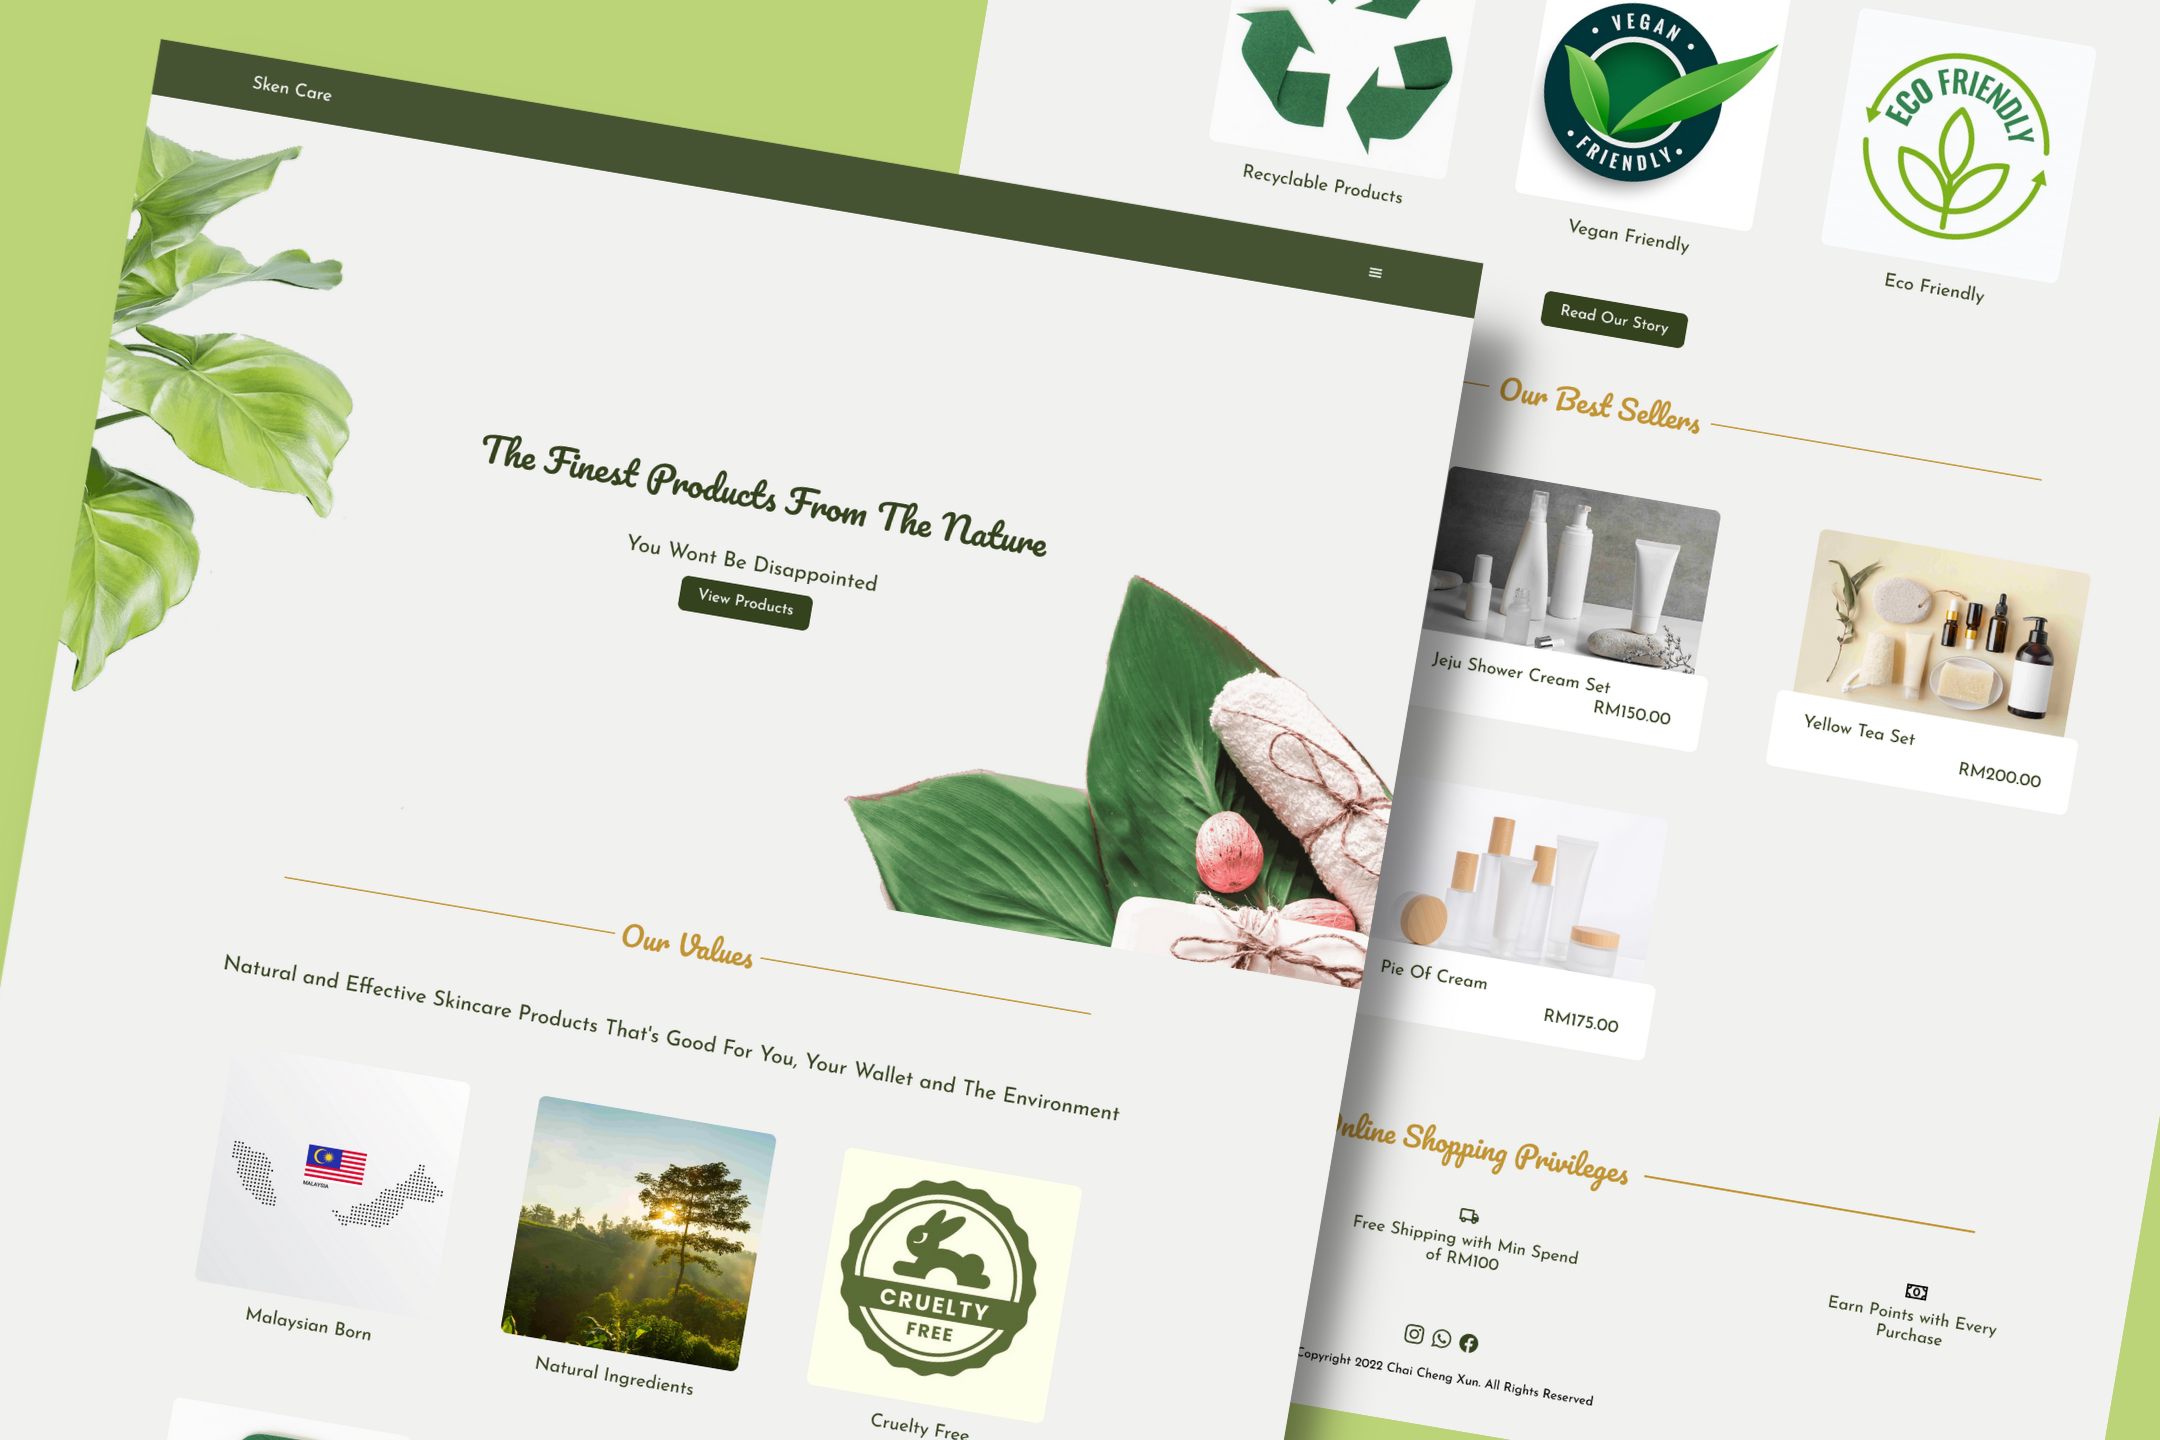 Sken Care
The Finest Products From The Nature
You Wont Be Disappointed
View Products
Our Values
Natural and Effective Skincare Products That's Good For You, Your Wallet and The Environment
MALAYSIA
Malaysian Born
Natural Ingredients
CRUELTY
FREE
Cruelty Free
Recyclable Products
VEGAN
FRIENDLY
Vegan Friendly
ECO FRIENDLY
Eco Friendly
Read Our Story
Our Best Sellers
Jeju Shower Cream Set
RM150.00
Yellow Tea Set
RM200.00
Pie Of Cream
RM175.00
Online Shopping Privileges
Free Shipping with Min Spend
of RM100
Earn Points with Every
Purchase
Copyright 2022 Chai Cheng Xun. All Rights Reserved